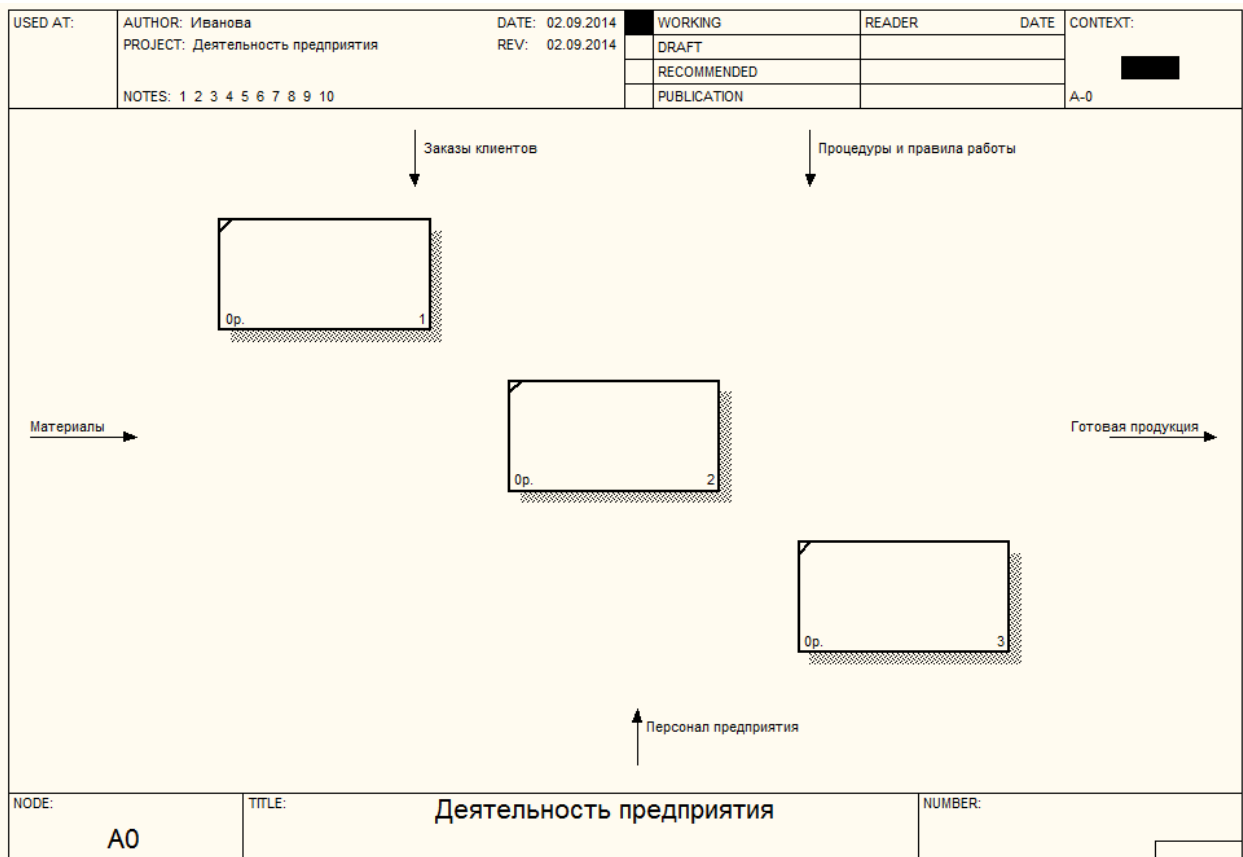 USED AT:
AUTHOR: Иванова
DATE: 02.09.2014
WORKING
READER
DATE
CONTEXT:
PROJECT: Деятельность предприятия
REV: 02.09.2014
DRAFT
RECOMMENDED
NOTES: 1 2 3 4 5 6 7 8 9 10
PUBLICATION
A-0
Заказы клиентов
Процедуры и правила работы
0р.
1
Материалы
Готовая продукция
0р.
2
0р.
3
Персонал предприятия
NODE:
TITLE:
Деятельность предприятия
NUMBER:
A0